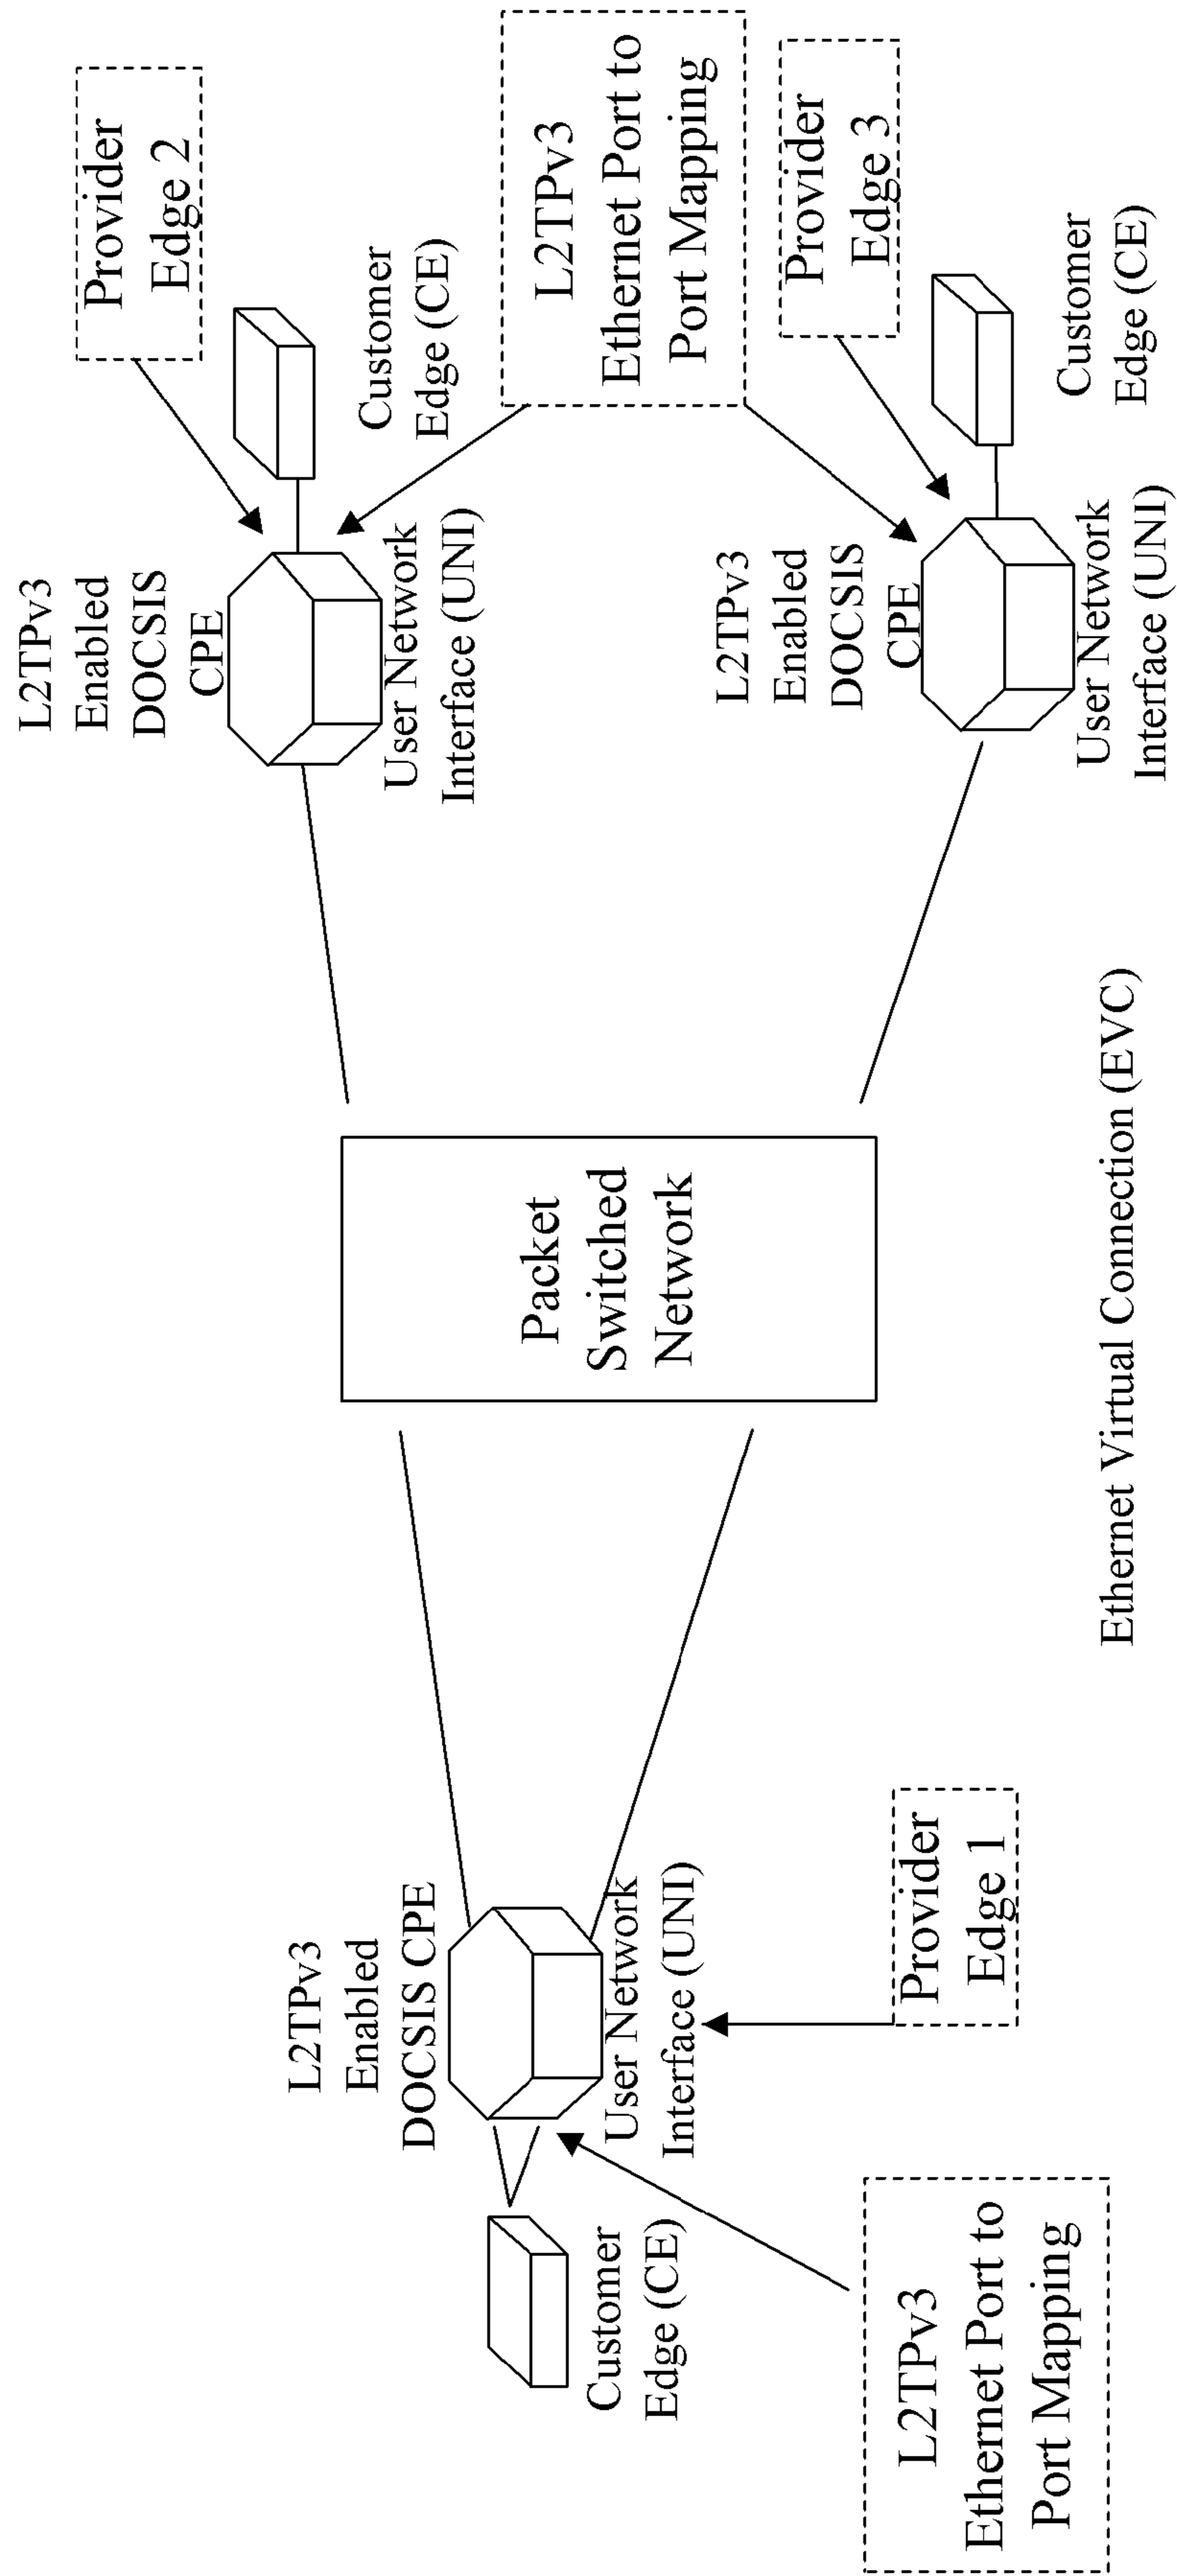 L2TPv3
Ethernet Port to
Port Mapping
Customer
Edge (CE)
L2TPv3
Enabled
DOCSIS CPE
User Network
Interface (UNI)
Provider
Edge 1
Packet
Switched
Network
Ethernet Virtual Connection (EVC)
L2TPv3
Enabled
DOCSIS
CPE
User Network
Interface (UNI)
Provider
Edge 2
Customer
Edge (CE)
L2TPv3
Ethernet Port to
Port Mapping
L2TPv3
Enabled
DOCSIS
CPE
User Network
Interface (UNI)
Provider
Edge 3
Customer
Edge (CE)